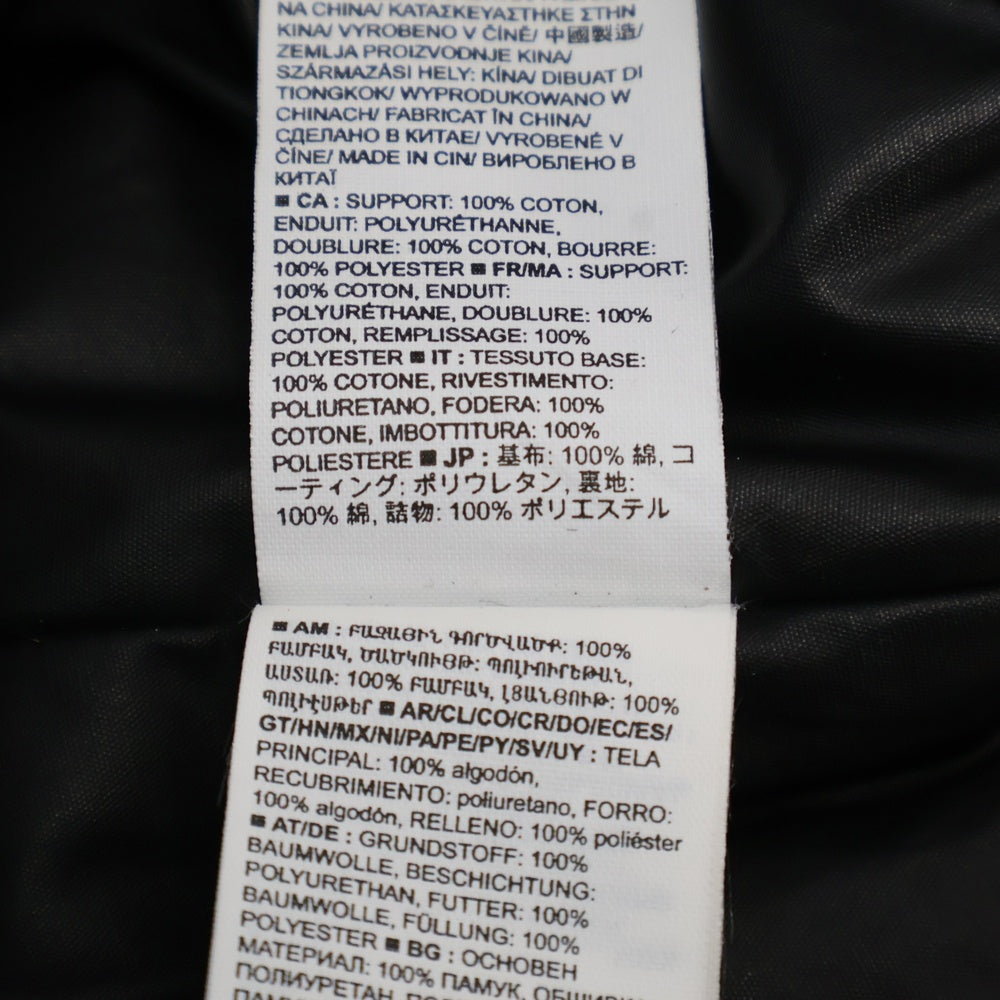 NA CHINA/ ΚΑΤΑΣΚΕΥΑΣΤΗΚΕ ΣΤΗΝ
ΚΙΝΑ/ VYROBENO V ČÍNĚ/ 中國製造/
ZEMLJA PROIZVODNJE KINA/
SZÁRMAZÁSI HELY: KÍNA/ DIBUAT DI
TIONGKOK/ WYPRODUKOWANO W
CHINACH/ FABRICAT ÎN CHINA/
СДЕЛАНО В КИТАЕ/ VYROBENÉ V
ČÍNE/ MADE IN CIN/ ВИРОБЛЕНО В
КИТАЇ
■ CA : SUPPORT: 100% COTON,
ENDUIT: POLYURÉTHANNE,
DOUBLURE: 100% COTON, BOURRE:
100% POLYESTER ■ FR/MA : SUPPORT:
100% COTON, ENDUIT:
POLYURÉTHANE, DOUBLURE: 100%
COTON, REMPLISSAGE: 100%
POLYESTER ■ IT : TESSUTO BASE:
100% COTONE, RIVESTIMENTO:
POLIURETANO, FODERA: 100%
COTONE, IMBOTTITURA: 100%
POLIESTERE ■ JP : 基布: 100% 綿, コ
ーティング: ポリウレタン, 裏地:
100% 綿, 詰物: 100% ポリエステル
■ AM : ԲԱԶԱՅԻՆ ԳՈՐԾՎԱԾՔ: 100%
ԲԱՄԲԱԿ, ԾԱԾԿՈՒՅԹ: ՊՈԼԻՈՒՐԵԹԱՆ,
ԱՍՏԱՌ: 100% ԲԱՄԲԱԿ, ԼՑԱՆՅՈՒԹ: 100%
ՊՈԼԻԷՍԹԵՐ ■ AR/CL/CO/CR/DO/EC/ES/
GT/HN/MX/NI/PA/PE/PY/SV/UY : TELA
PRINCIPAL: 100% algodón,
RECUBRIMIENTO: poliuretano, FORRO:
100% algodón, RELLENO: 100% poliéster
■ AT/DE : GRUNDSTOFF: 100%
BAUMWOLLE, BESCHICHTUNG:
POLYURETHAN, FUTTER: 100%
BAUMWOLLE, FÜLLUNG: 100%
POLYESTER ■ BG : ОСНОВЕН
МАТЕРИАЛ: 100% ПАМУК,
ПОЛИУРЕТАН,